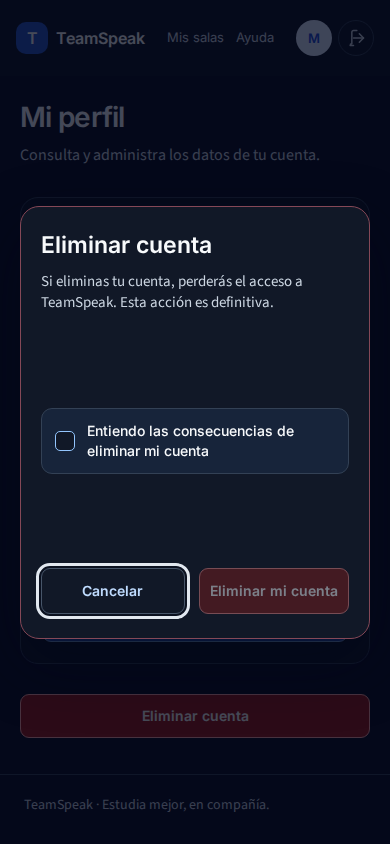 T TeamSpeak Mis salas Ayuda M
Mi perfil
Consulta y administra los datos de tu cuenta.
Eliminar cuenta
Si eliminas tu cuenta, perderás el acceso a
TeamSpeak. Esta acción es definitiva.
Entiendo las consecuencias de
eliminar mi cuenta
Cancelar Eliminar mi cuenta
Eliminar cuenta
TeamSpeak · Estudia mejor, en compañía.